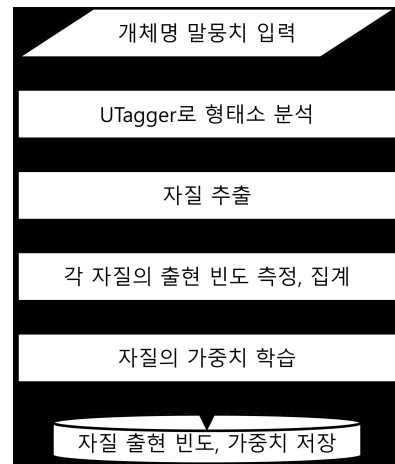 개체명 말뭉치 입력
UTagger로 형태소 분석
자질 추출
각 자질의 출현 빈도 측정, 집계
자질의 가중치 학습
자질 출현 빈도, 가중치 저장